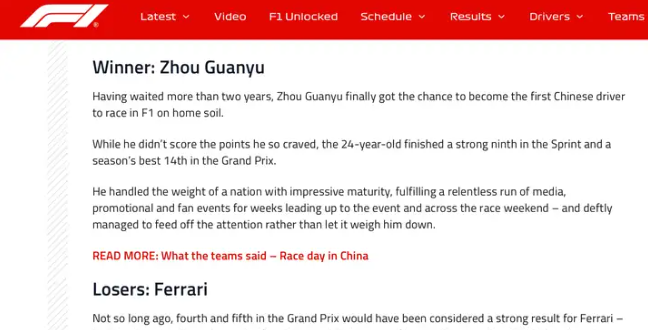 Latest Video F1 Unlocked Schedule Results Drivers Teams
Winner: Zhou Guanyu
Having waited more than two years, Zhou Guanyu finally got the chance to become the first Chinese driver
to race in F1 on home soil.
While he didn’t score the points he so craved, the 24-year-old finished a strong ninth in the Sprint and a
season’s best 14th in the Grand Prix.
He handled the weight of a nation with impressive maturity, fulfilling a relentless run of media,
promotional and fan events for weeks leading up to the event and across the race weekend – and deftly
managed to feed off the attention rather than let it weigh him down.
READ MORE: What the teams said – Race day in China
Losers: Ferrari
Not so long ago, fourth and fifth in the Grand Prix would have been considered a strong result for Ferrari –